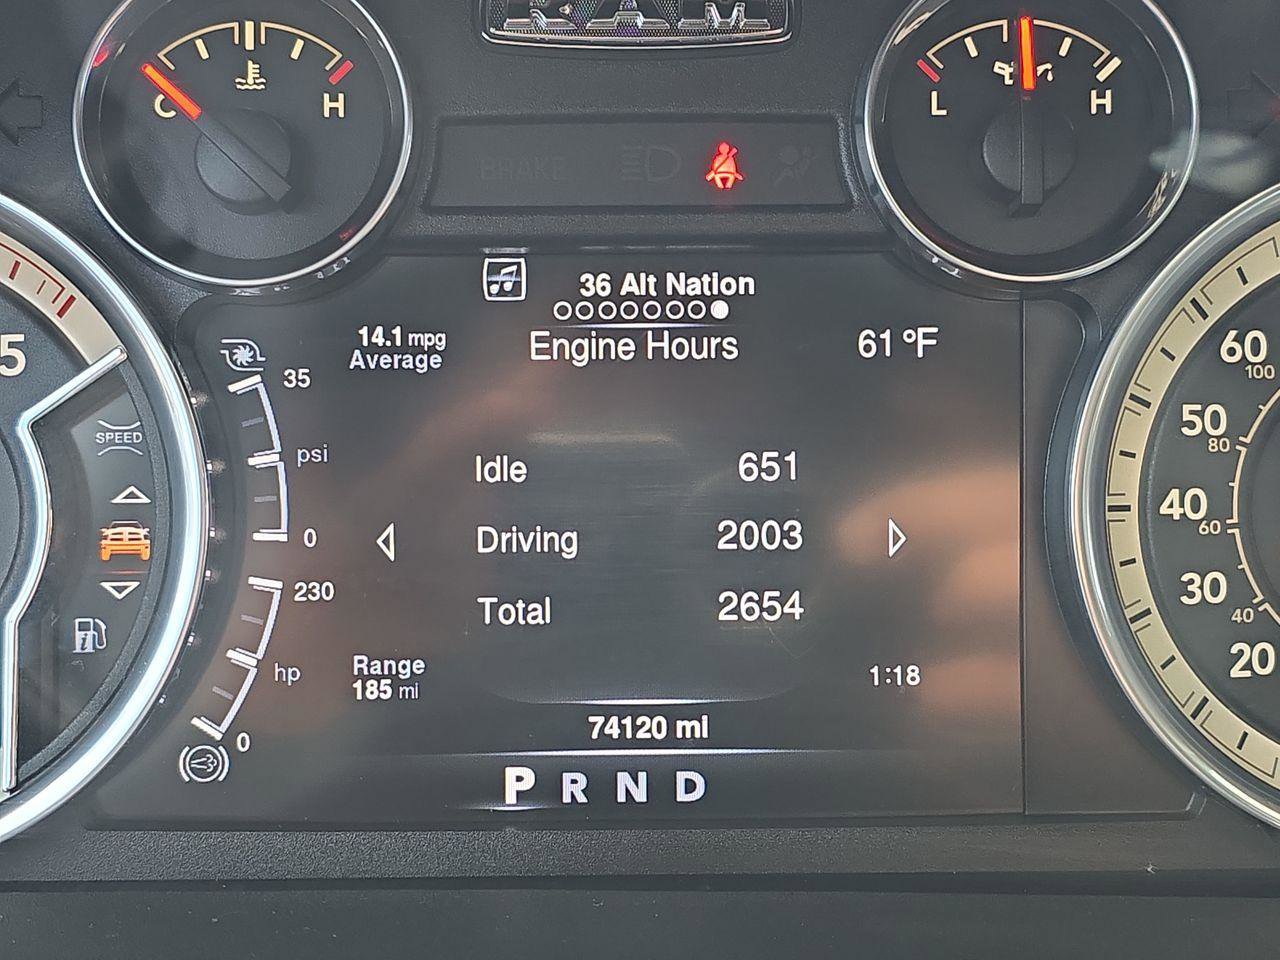 RAM
C H
L H
BRAKE
36 Alt Nation
14.1 mpg
Average
Engine Hours
61 °F
35
psi
0
230
hp
0
Idle 651
Driving 2003
Total 2654
Range
185 mi
1:18
74120 mi
P R N D
5
SPEED
i
60
100
50
80
40
60
30
40
20